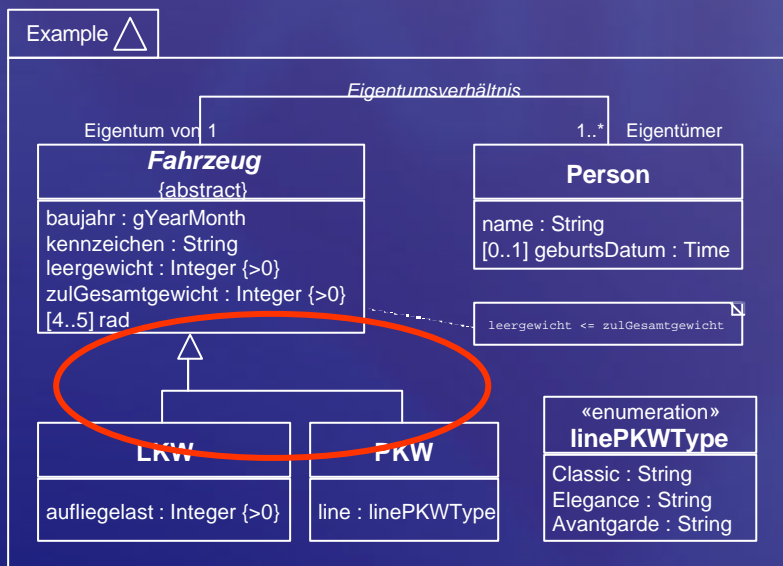 Example
Eigentumsverhältnis
Eigentum von 1
1..* Eigentümer
Fahrzeug
{abstract}
baujahr : gYearMonth
kennzeichen : String
leergewicht : Integer {>0}
zulGesamtgewicht : Integer {>0}
[4..5] rad
Person
name : String
[0..1] geburtsDatum : Time
leergewicht <= zulGesamtgewicht
LKW
aufliegelast : Integer {>0}
PKW
line : linePKWType
«enumeration»
linePKWType
Classic : String
Elegance : String
Avantgarde : String